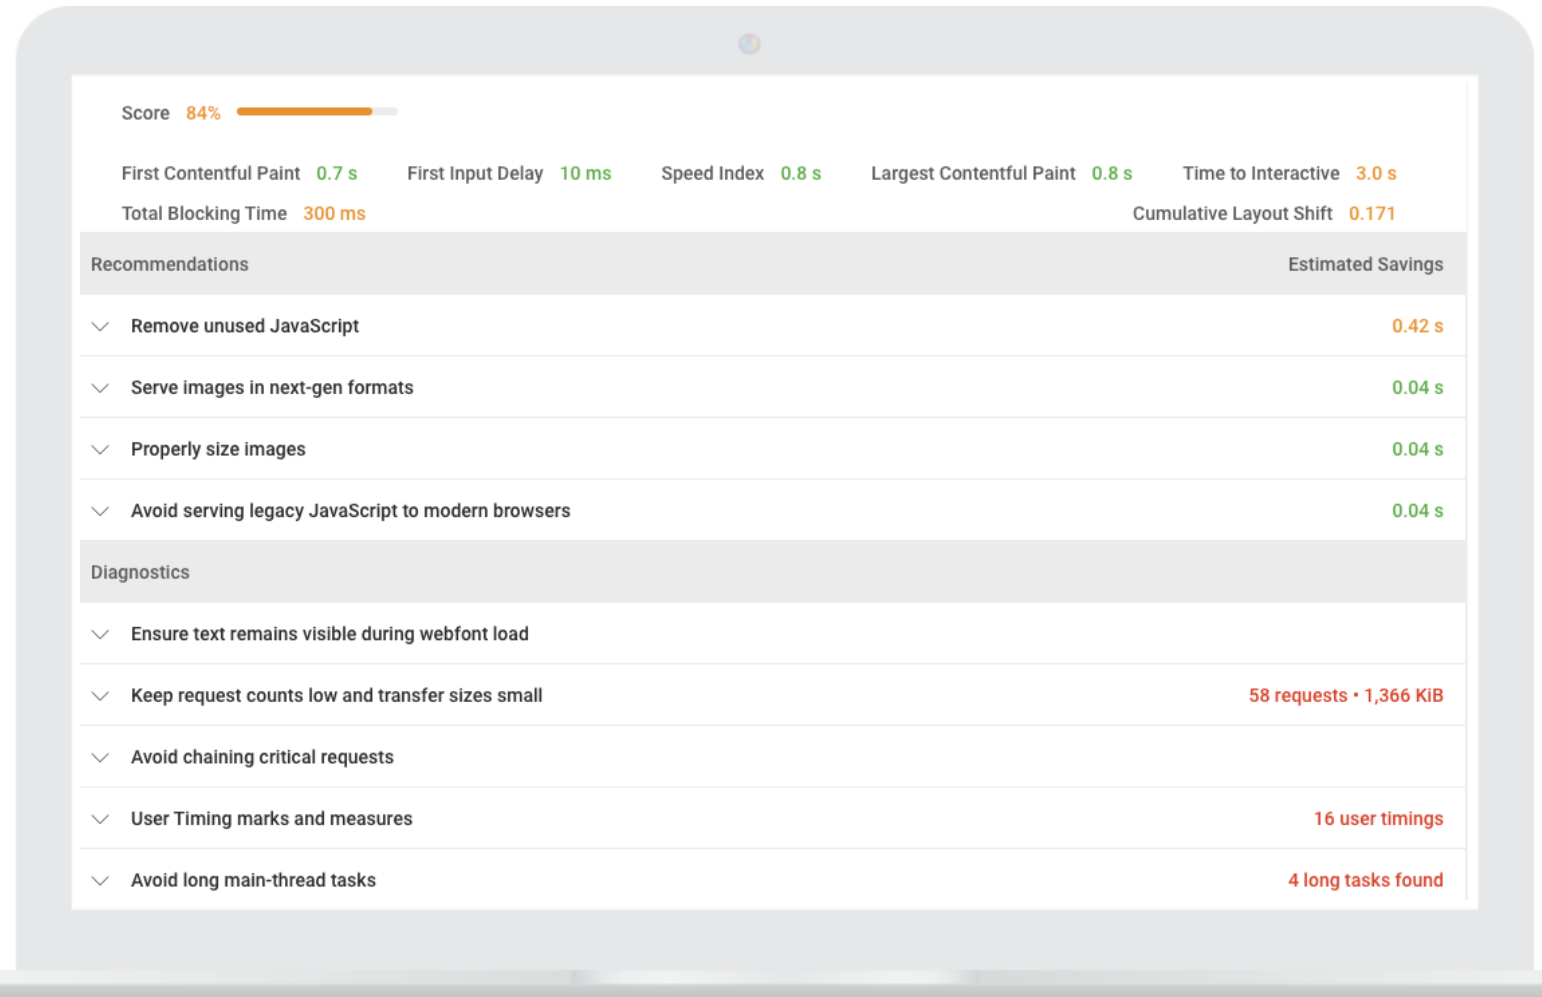 Score 84%
First Contentful Paint 0.7 s First Input Delay 10 ms Speed Index 0.8 s Largest Contentful Paint 0.8 s Time to Interactive 3.0 s
Total Blocking Time 300 ms Cumulative Layout Shift 0.171
Recommendations Estimated Savings
Remove unused JavaScript 0.42 s
Serve images in next-gen formats 0.04 s
Properly size images 0.04 s
Avoid serving legacy JavaScript to modern browsers 0.04 s
Diagnostics
Ensure text remains visible during webfont load
Keep request counts low and transfer sizes small 58 requests • 1,366 KiB
Avoid chaining critical requests
User Timing marks and measures 16 user timings
Avoid long main-thread tasks 4 long tasks found